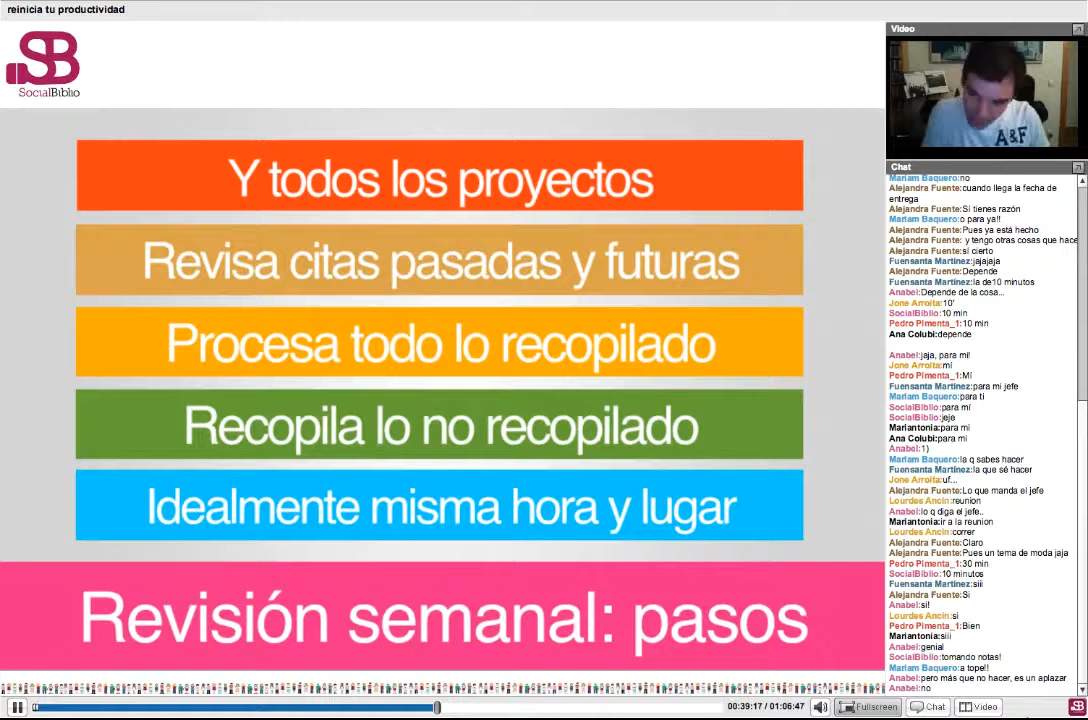 reinicia tu productividad
SB
SocialBiblio
Y todos los proyectos
Revisa citas pasadas y futuras
Procesa todo lo recopilado
Recopila lo no recopilado
Idealmente misma hora y lugar
Revisión semanal: pasos
Video
A&F
Chat
Mariam Baquero:no
Alejandra Fuente:cuando llega la fecha de
entrega
Alejandra Fuente:Sí tienes razón
Mariam Baquero:o para ya!!
Alejandra Fuente:Pues ya está hecho
Alejandra Fuente: y tengo otras cosas que hace
Alejandra Fuente:si cierto
Fuensanta Martínez:jajajaja
Alejandra Fuente:Depende
Fuensanta Martínez:la de10 minutos
Anabel:Depende de la cosa...
Jone Arroita:10'
SocialBiblio:10 min
Pedro Pimenta_1:10 min
Ana Colubi:depende
Anabel:jaja, para mi!
Jone Arroita:mí
Pedro Pimenta_1:Mí
Fuensanta Martínez:para mi jefe
Mariam Baquero:para ti
SocialBiblio:para mí
SocialBiblio:jeje
Mariantonia:para mi
Ana Colubi:para mi
Anabel:1)
Mariam Baquero:la q sabes hacer
Fuensanta Martínez:la que sé hacer
Jone Arroita:uf...
Alejandra Fuente:Lo que manda el jefe
Lourdes Ancín:reunion
Anabel:lo q diga el jefe..
Mariantonia:ir a la reunion
Lourdes Ancín:correr
Alejandra Fuente:Claro
Alejandra Fuente:Pues un tema de moda jaja
Pedro Pimenta_1:30 min
SocialBiblio:10 minutos
Fuensanta Martínez:siii
Alejandra Fuente:Si
Anabel:si!
Lourdes Ancín:si
Pedro Pimenta_1:Bien
Mariantonia:siii
Anabel:genial
SocialBiblio:tomando notas!
Mariam Baquero:a tope!!
Anabel:pero más que no hacer, es un aplazar
Anabel:no
00:39:17 / 01:06:47
Fullscreen
Chat
Video
SB